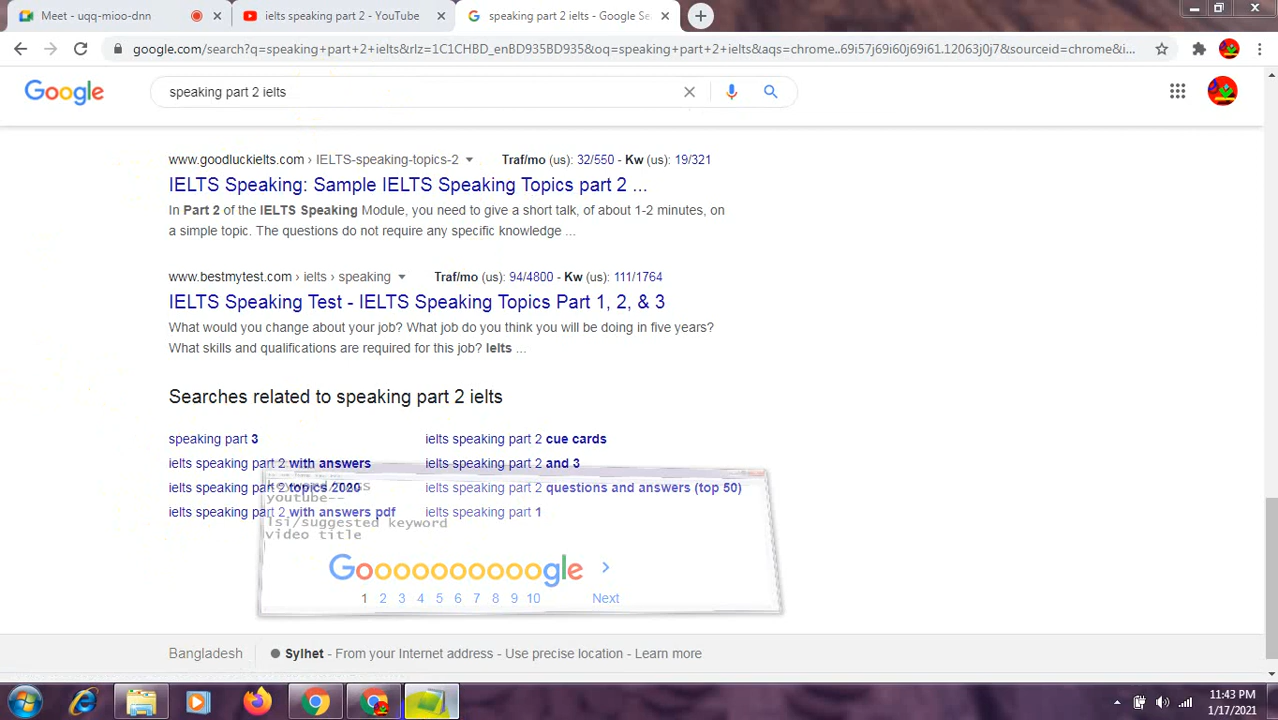 Meet - uqq-mioo-dnn
ielts speaking part 2 - YouTube
speaking part 2 ielts - Google Se
google.com/search?q=speaking+part+2+ielts&rlz=1C1CHBD_enBD935BD935&oq=speaking+part+2+ielts&aqs=chrome..69i57j69i60j69i61.12063j0j7&sourceid=chrome&i...
Google
speaking part 2 ielts
www.goodluckielts.com › IELTS-speaking-topics-2 Traf/mo (us): 32/550 - Kw (us): 19/321
IELTS Speaking: Sample IELTS Speaking Topics part 2 ...
In Part 2 of the IELTS Speaking Module, you need to give a short talk, of about 1-2 minutes, on
a simple topic. The questions do not require any specific knowledge ...
www.bestmytest.com › ielts › speaking Traf/mo (us): 94/4800 - Kw (us): 111/1764
IELTS Speaking Test - IELTS Speaking Topics Part 1, 2, & 3
What would you change about your job? What job do you think you will be doing in five years?
What skills and qualifications are required for this job? Ielts ...
Searches related to speaking part 2 ielts
speaking part 3 ielts speaking part 2 cue cards
ielts speaking part 2 with answers ielts speaking part 2 and 3
ielts speaking part 2 topics 2020 ielts speaking part 2 questions and answers (top 50)
youtube--
ielts speaking part 2 with answers pdf ielts speaking part 1
lsi/suggested keyword
video title
Goooooooooogle
1 2 3 4 5 6 7 8 9 10 Next
Bangladesh Sylhet - From your Internet address - Use precise location - Learn more
11:43 PM
1/17/2021